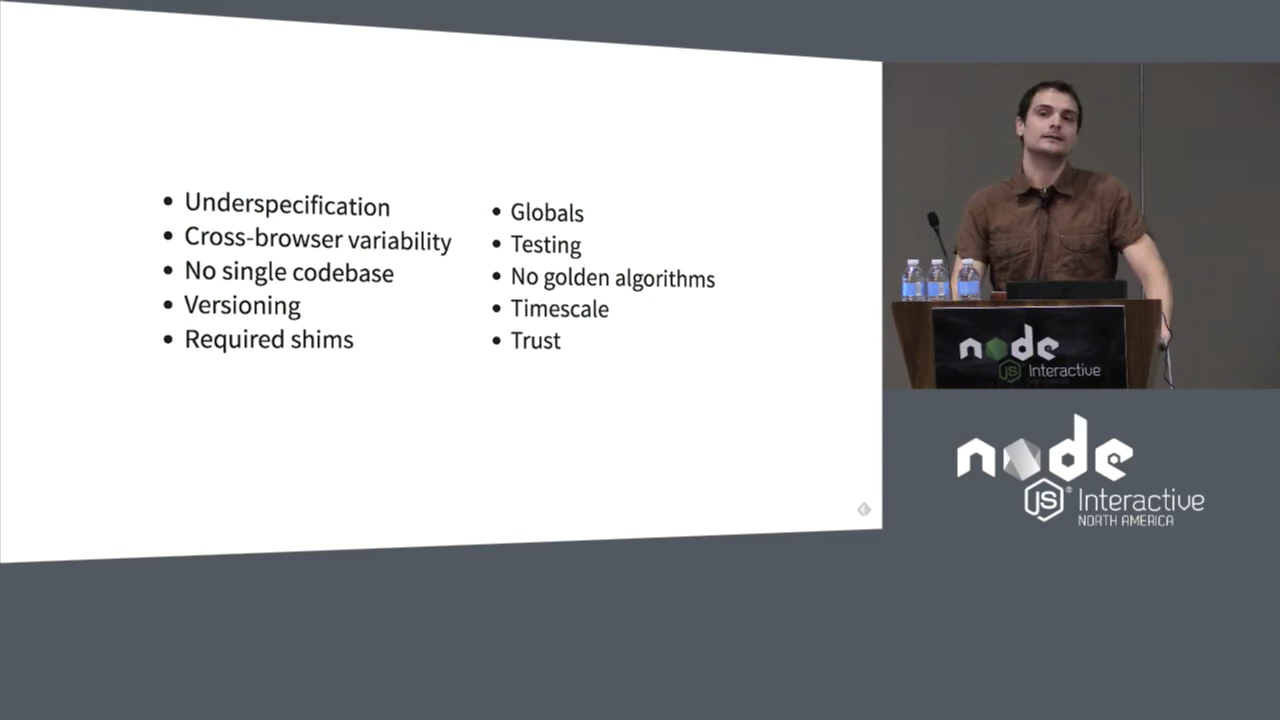 Underspecification
Cross-browser variability
No single codebase
Versioning
Required shims
Globals
Testing
No golden algorithms
Timescale
Trust
node
JS Interactive
node
JS® Interactive
NORTH AMERICA